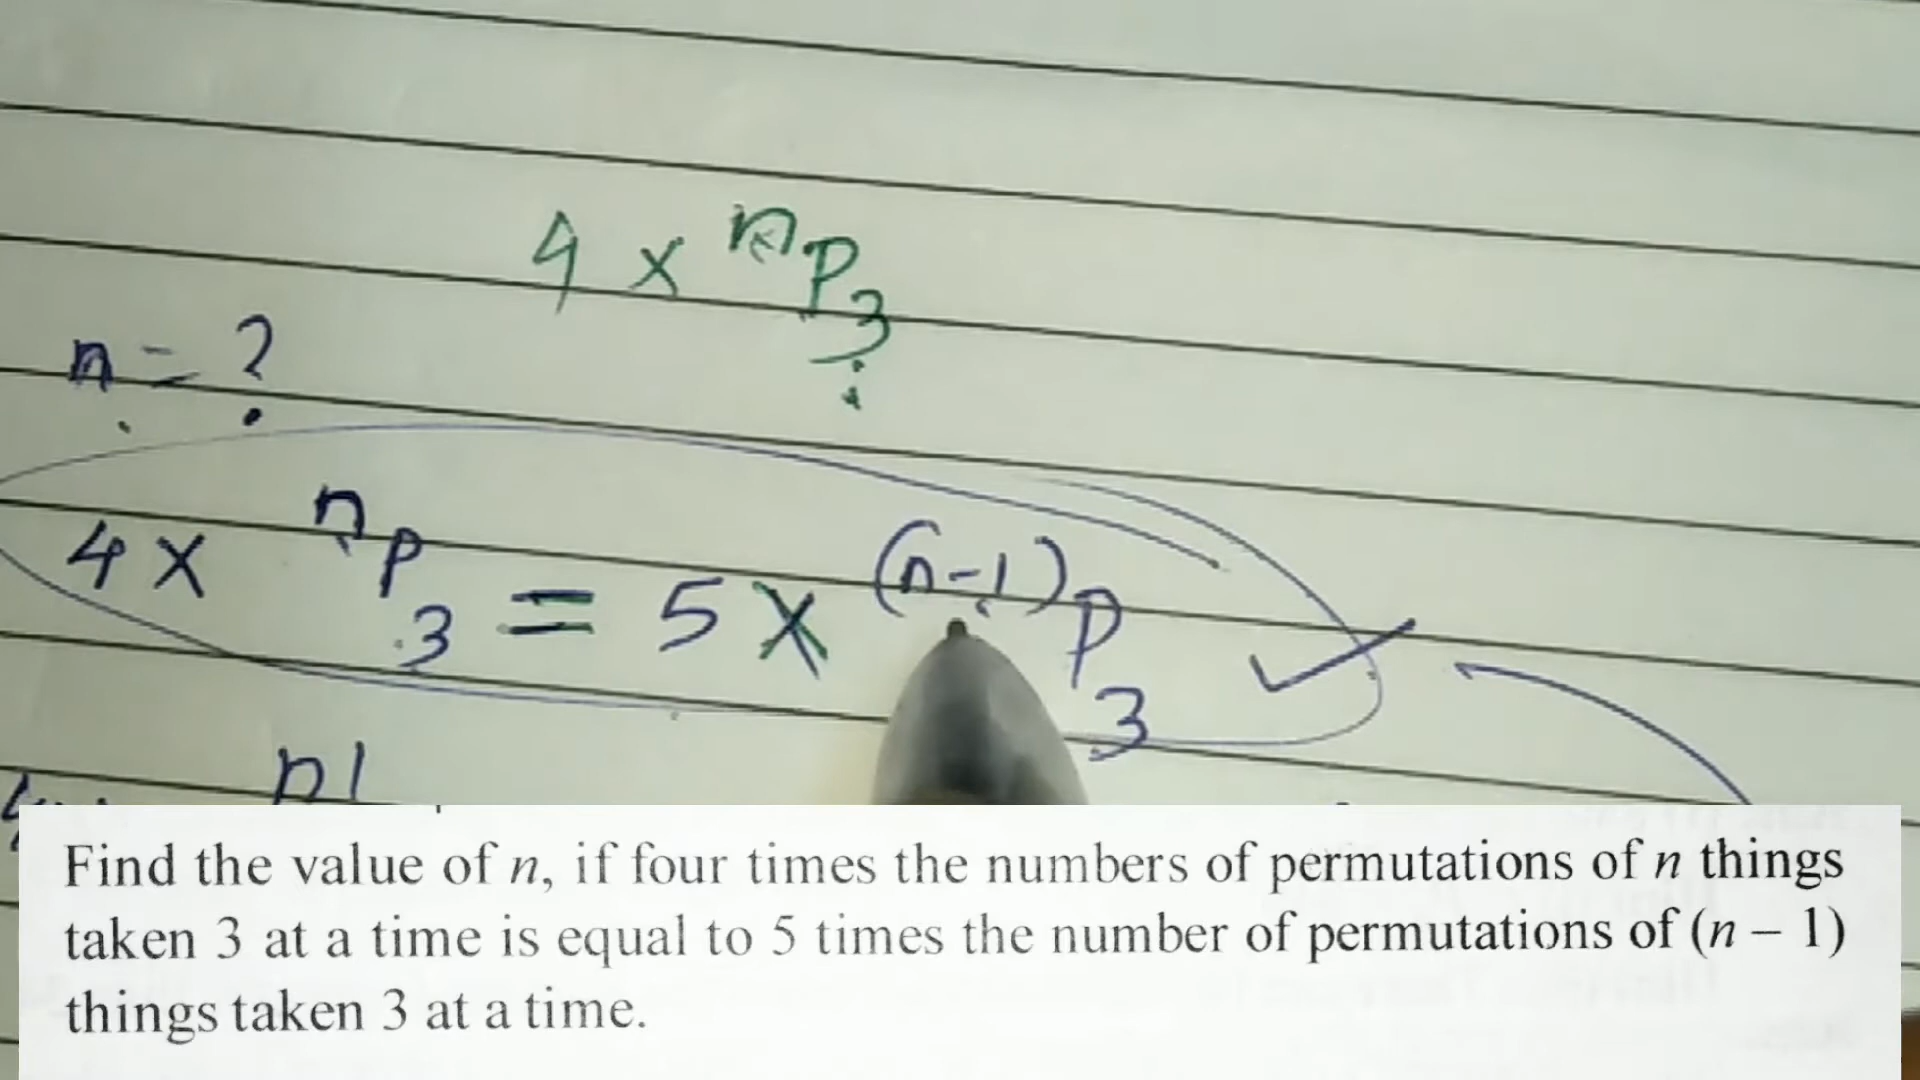 4 x ⁿP₃
n = ?
4 x ⁿP₃ = 5 x ⁽ⁿ⁻¹⁾P₃
n!
Find the value of n, if four times the numbers of permutations of n things
taken 3 at a time is equal to 5 times the number of permutations of (n – 1)
things taken 3 at a time.